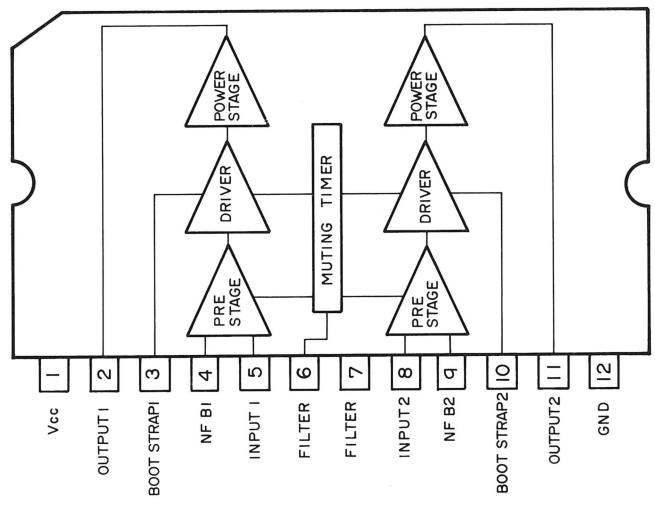 POWER
STAGE
POWER
STAGE
DRIVER
MUTING TIMER
DRIVER
PRE
STAGE
PRE
STAGE
1
2
3
4
5
6
7
8
9
10
11
12
Vcc
OUTPUT1
BOOT STRAP1
NF B1
INPUT 1
FILTER
FILTER
INPUT2
NF B2
BOOT STRAP2
OUTPUT2
GND